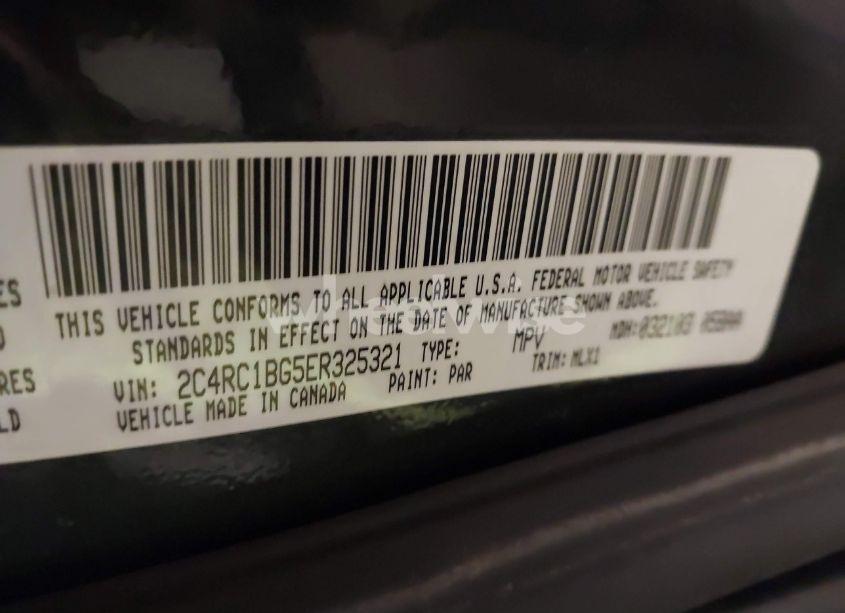 ES
THIS VEHICLE CONFORMS TO ALL APPLICABLE U.S.A. FEDERAL MOTOR VEHICLE SAFETY
STANDARDS IN EFFECT ON THE DATE OF MANUFACTURE SHOWN ABOVE.
RES
VIN: 2C4RC1BG5ER325321 TYPE: MPV MDH:032103
LD
VEHICLE MADE IN CANADA PAINT: PAR TRIM: MLX1